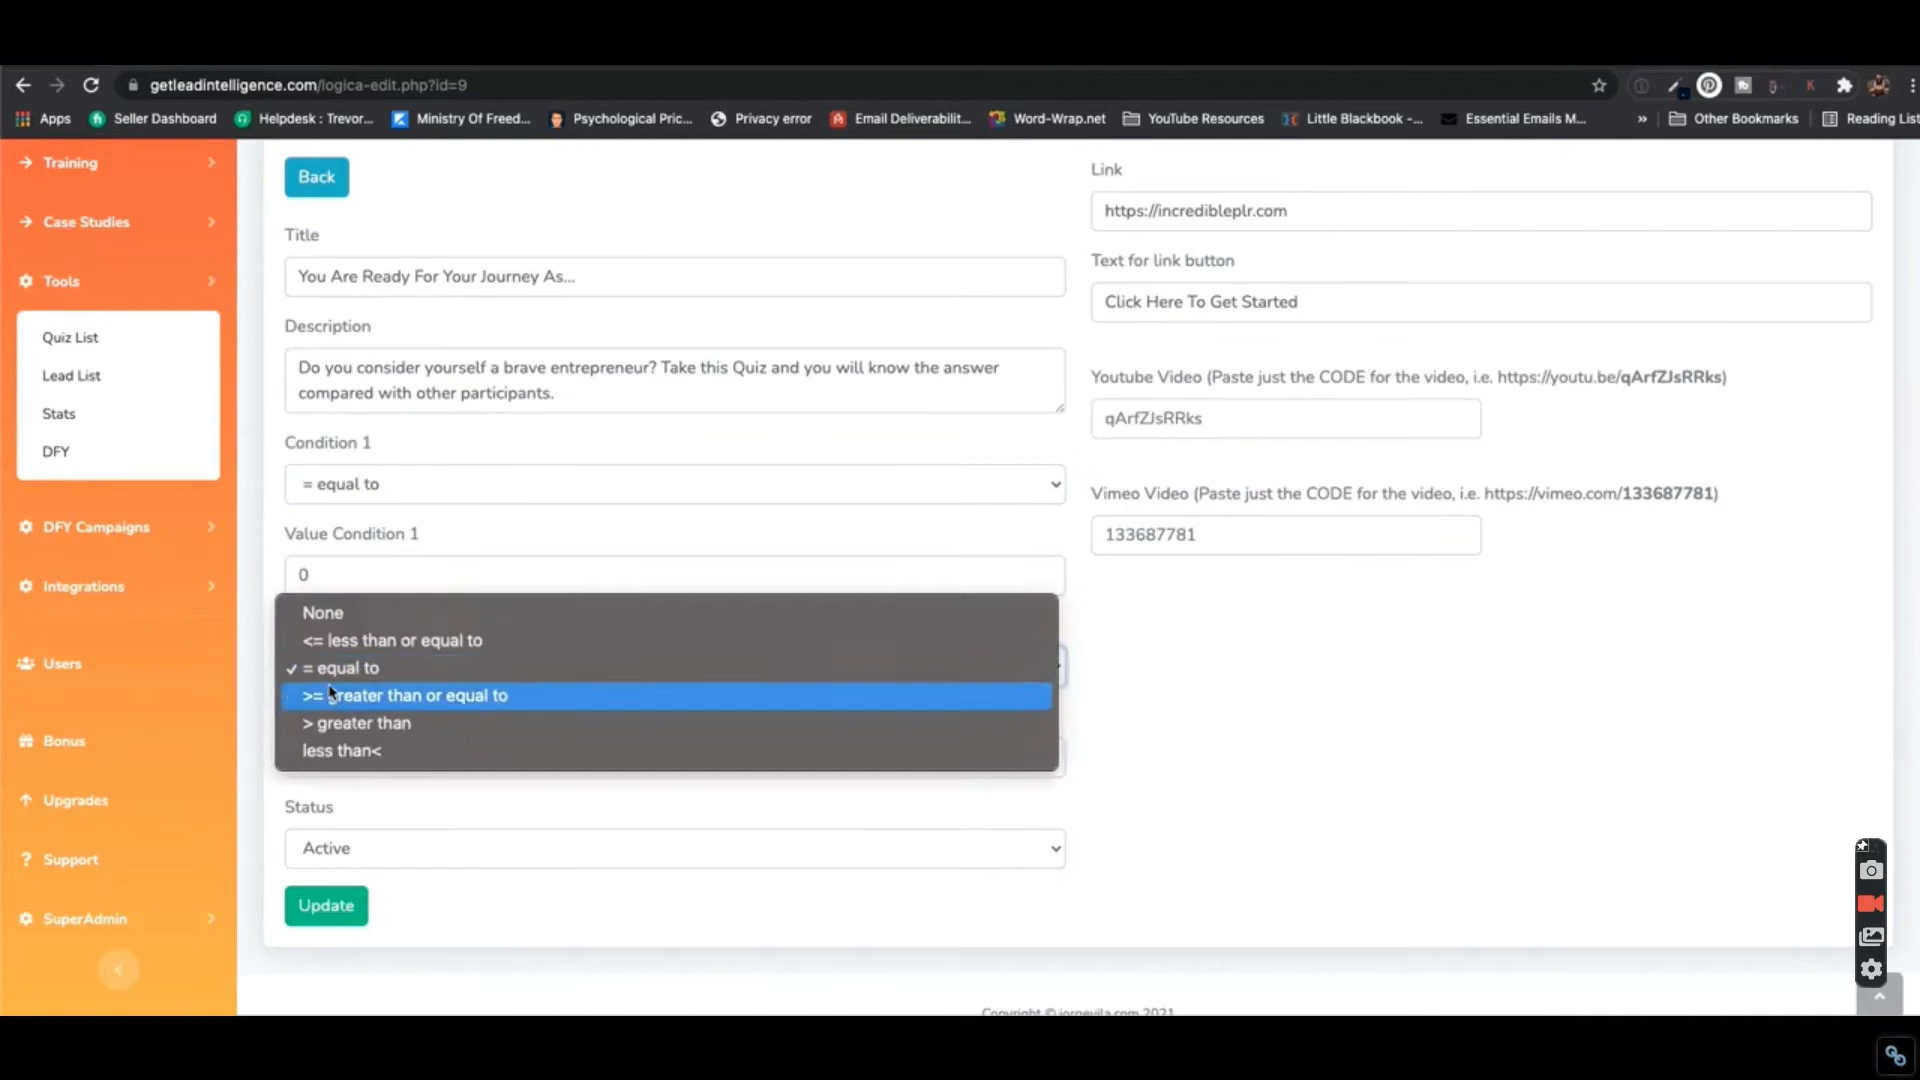 getleadintelligence.com/logica-edit.php?id=9
Apps
Seller Dashboard
Helpdesk : Trevor...
Ministry Of Freed...
Psychological Pric...
Privacy error
Email Deliverabilit...
Word-Wrap.net
YouTube Resources
Little Blackbook -...
Essential Emails M...
»
Other Bookmarks
Reading List
Training
Case Studies
Tools
Quiz List
Lead List
Stats
DFY
DFY Campaigns
Integrations
Users
Bonus
Upgrades
Support
SuperAdmin
Back
Title
You Are Ready For Your Journey As...
Description
Do you consider yourself a brave entrepreneur? Take this Quiz and you will know the answer
compared with other participants.
Condition 1
= equal to
Value Condition 1
0
None
<= less than or equal to
✓ = equal to
>= greater than or equal to
> greater than
less than<
Status
Active
Update
Link
https://incredibleplr.com
Text for link button
Click Here To Get Started
Youtube Video (Paste just the CODE for the video, i.e. https://youtu.be/qArfZJsRRks)
qArfZJsRRks
Vimeo Video (Paste just the CODE for the video, i.e. https://vimeo.com/133687781)
133687781
Copyright © jorgevila.com 2021